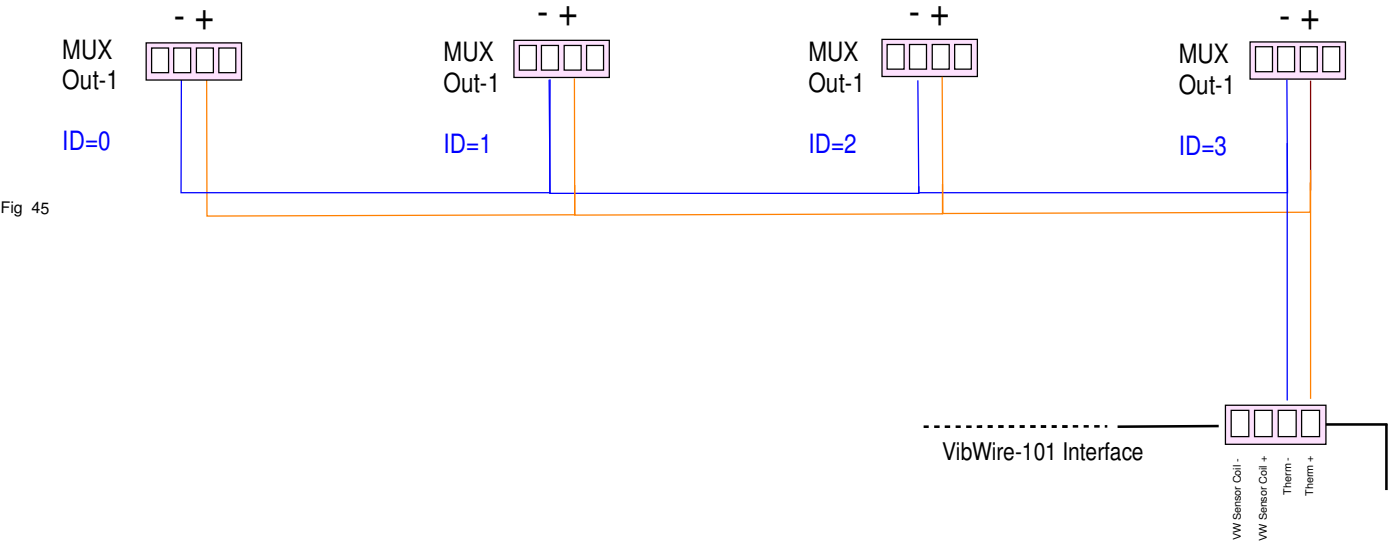 - +
- +
- +
- +
MUX
Out-1
MUX
Out-1
MUX
Out-1
MUX
Out-1
ID=0
ID=1
ID=2
ID=3
Fig 45
VibWire-101 Interface
VW Sensor Coil -
VW Sensor Coil +
Therm -
Therm +